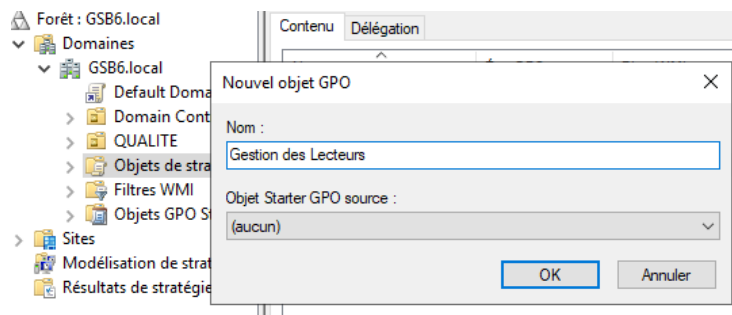 Forêt : GSB6.local
Domaines
GSB6.local
Default Doma
Domain Cont
QUALITE
Objets de stra
Filtres WMI
Objets GPO S
Sites
Modélisation de strat
Résultats de stratégie
Contenu Délégation
Nouvel objet GPO
Nom :
Gestion des Lecteurs
Objet Starter GPO source :
(aucun)
OK Annuler